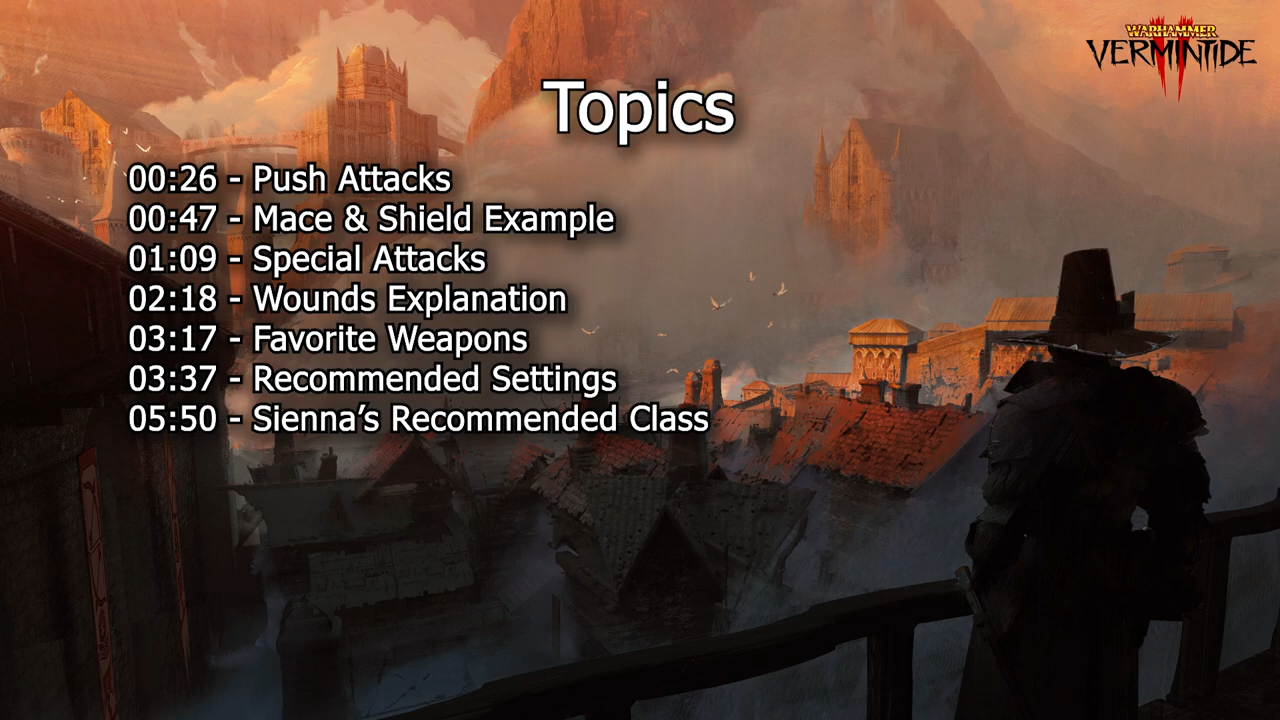 WARHAMMER
VERMINTIDE
Topics
00:26 - Push Attacks
00:47 - Mace & Shield Example
01:09 - Special Attacks
02:18 - Wounds Explanation
03:17 - Favorite Weapons
03:37 - Recommended Settings
05:50 - Sienna’s Recommended Class